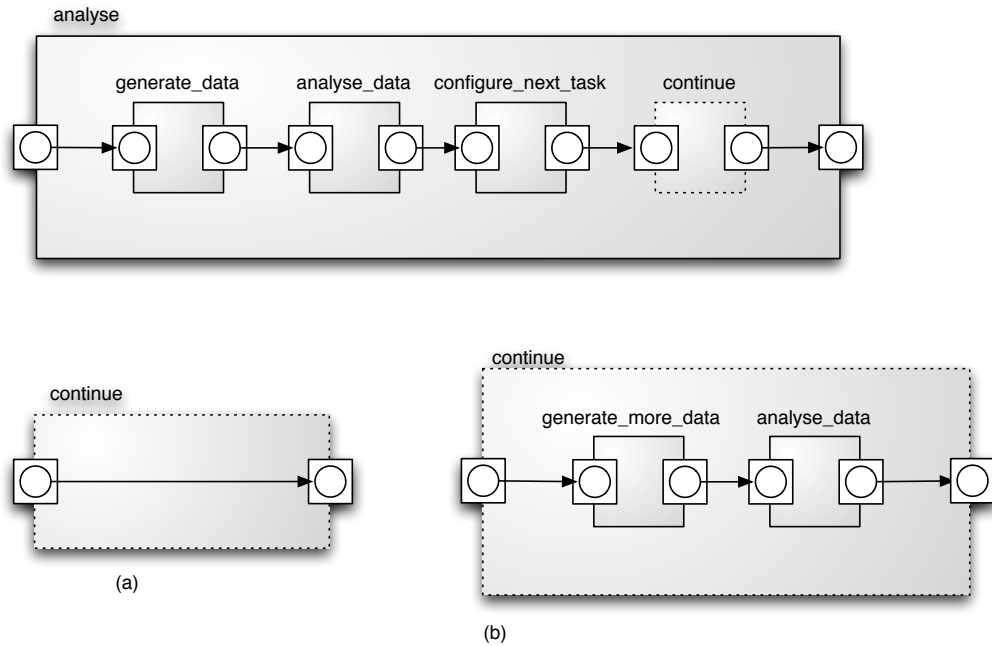 analyse
generate_data analyse_data configure_next_task continue
continue
(a)
continue
generate_more_data analyse_data
(b)